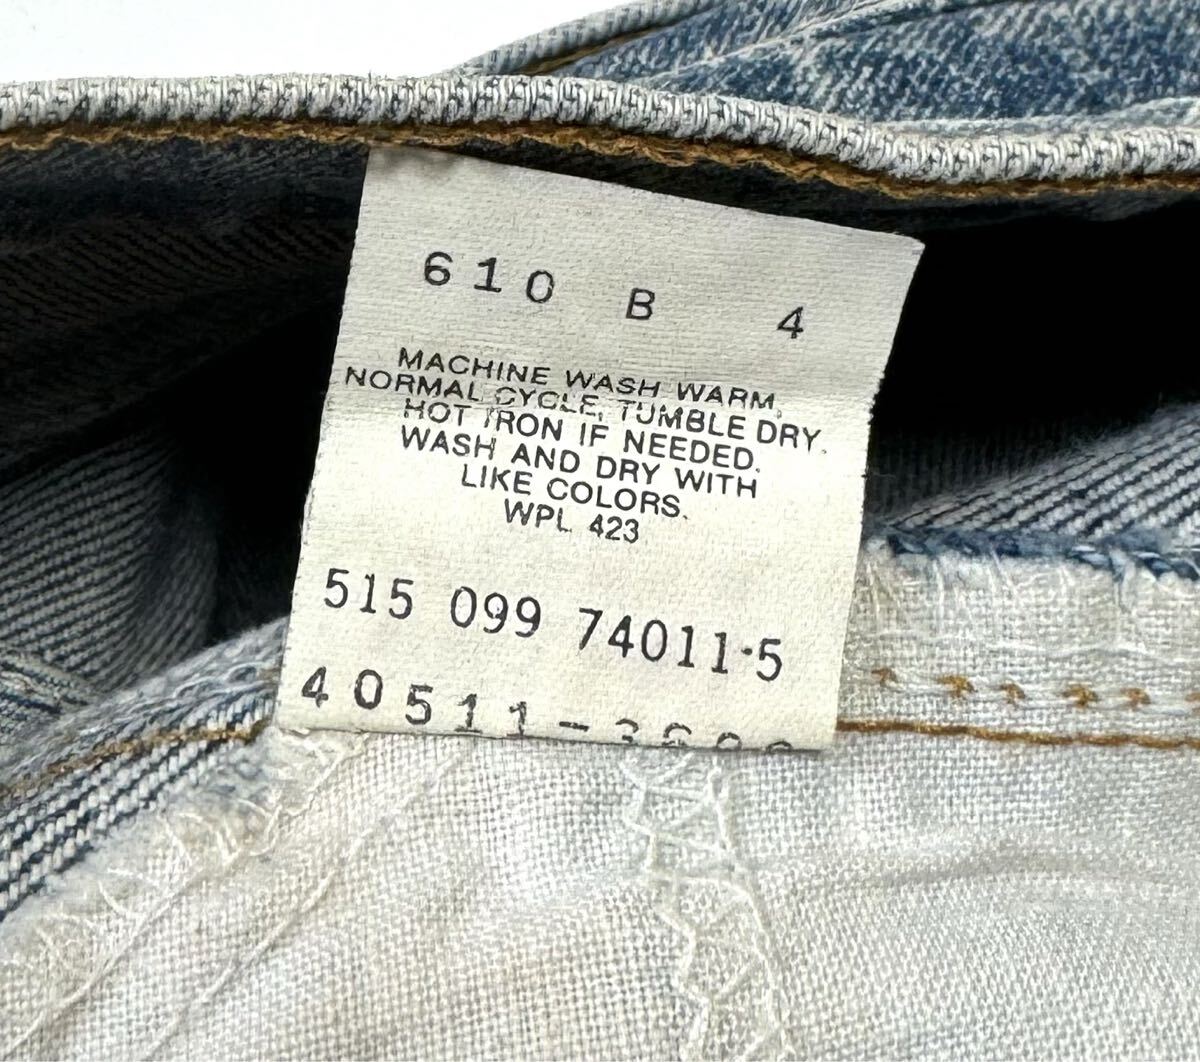 610 B 4
MACHINE WASH WARM,
NORMAL CYCLE, TUMBLE DRY.
HOT IRON IF NEEDED.
WASH AND DRY WITH
LIKE COLORS.
WPL 423
515 099 74011·5
40511-